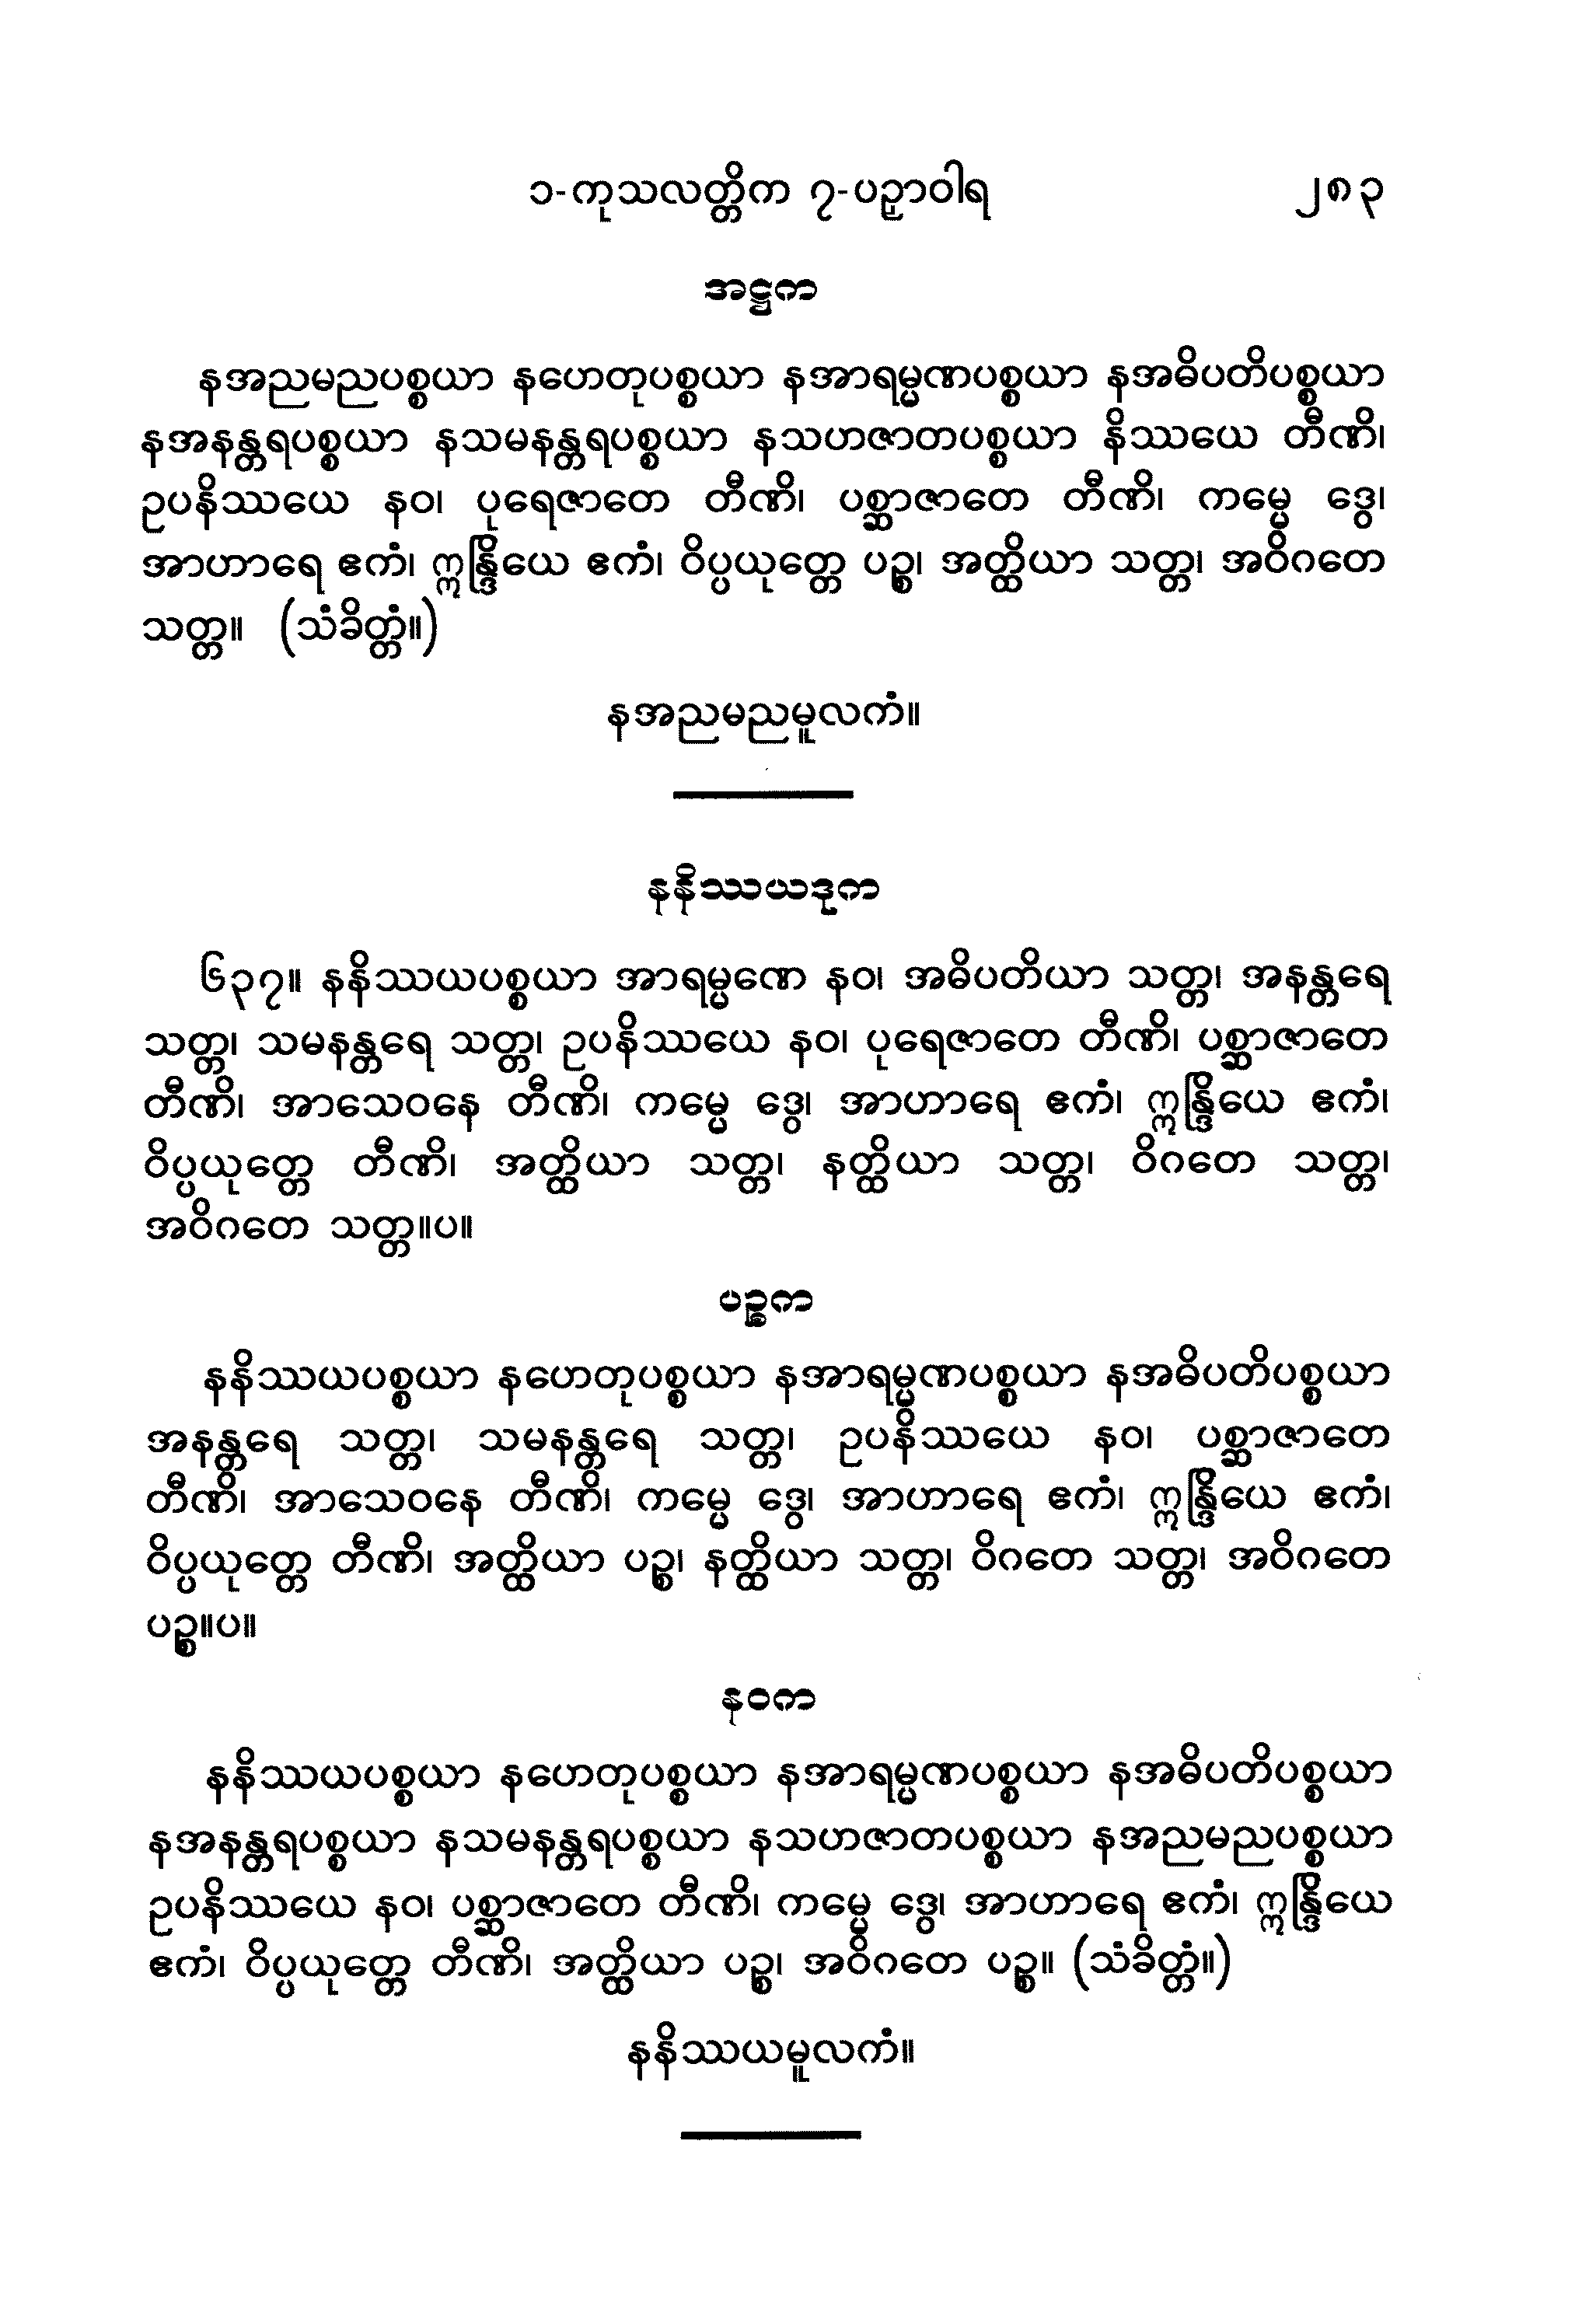 ၁-ကုသလတ္တိက ၇-ပဉှာဝါရ ၂၈၃
အဋ္ဌက
နအညမညပစ္စယာ နဟေတုပစ္စယာ နအာရမ္မဏပစ္စယာ နအဓိပတိပစ္စယာ
နအနန္တရပစ္စယာ နသမနန္တရပစ္စယာ နသဟဇာတပစ္စယာ နိဿယေ တီဏိ၊
ဥပနိဿယေ နဝ၊ ပုရေဇာတေ တီဏိ၊ ပစ္ဆာဇာတေ တီဏိ၊ ကမ္မေ ဒွေ၊
အာဟာရေ ဧကံ၊ ဣန္ဒြိယေ ဧကံ၊ ဝိပ္ပယုတ္တေ ပဉ္စ၊ အတ္ထိယာ သတ္တ၊ အဝိဂတေ
သတ္တ။ (သံခိတ္တံ။)
နအညမညမူလကံ။
နနိဿယဒုက
၆၃၇။ နနိဿယပစ္စယာ အာရမ္မဏေ နဝ၊ အဓိပတိယာ သတ္တ၊ အနန္တရေ
သတ္တ၊ သမနန္တရေ သတ္တ၊ ဥပနိဿယေ နဝ၊ ပုရေဇာတေ တီဏိ၊ ပစ္ဆာဇာတေ
တီဏိ၊ အာသေဝနေ တီဏိ၊ ကမ္မေ ဒွေ၊ အာဟာရေ ဧကံ၊ ဣန္ဒြိယေ ဧကံ၊
ဝိပ္ပယုတ္တေ တီဏိ၊ အတ္ထိယာ သတ္တ၊ နတ္ထိယာ သတ္တ၊ ဝိဂတေ သတ္တ၊
အဝိဂတေ သတ္တ။ပ။
ပဉ္စက
နနိဿယပစ္စယာ နဟေတုပစ္စယာ နအာရမ္မဏပစ္စယာ နအဓိပတိပစ္စယာ
အနန္တရေ သတ္တ၊ သမနန္တရေ သတ္တ၊ ဥပနိဿယေ နဝ၊ ပစ္ဆာဇာတေ
တီဏိ၊ အာသေဝနေ တီဏိ၊ ကမ္မေ ဒွေ၊ အာဟာရေ ဧကံ၊ ဣန္ဒြိယေ ဧကံ၊
ဝိပ္ပယုတ္တေ တီဏိ၊ အတ္ထိယာ ပဉ္စ၊ နတ္ထိယာ သတ္တ၊ ဝိဂတေ သတ္တ၊ အဝိဂတေ
ပဉ္စ။ပ။
နဝက
နနိဿယပစ္စယာ နဟေတုပစ္စယာ နအာရမ္မဏပစ္စယာ နအဓိပတိပစ္စယာ
နအနန္တရပစ္စယာ နသမနန္တရပစ္စယာ နသဟဇာတပစ္စယာ နအညမညပစ္စယာ
ဥပနိဿယေ နဝ၊ ပစ္ဆာဇာတေ တီဏိ၊ ကမ္မေ ဒွေ၊ အာဟာရေ ဧကံ၊ ဣန္ဒြိယေ
ဧကံ၊ ဝိပ္ပယုတ္တေ တီဏိ၊ အတ္ထိယာ ပဉ္စ၊ အဝိဂတေ ပဉ္စ။ (သံခိတ္တံ။)
နနိဿယမူလကံ။